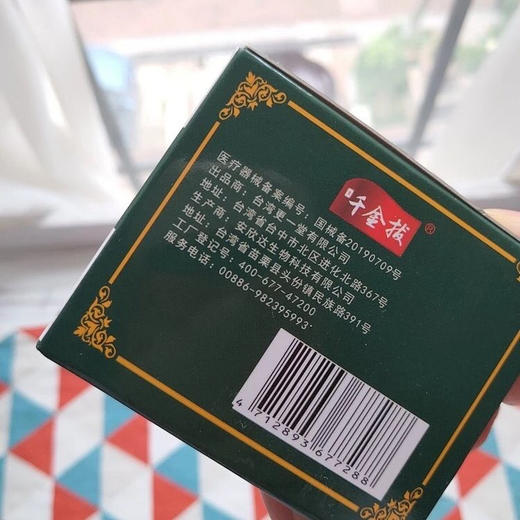 吀金拔®
医疗器械备案编号：国械备20190709号
出品商：台湾更一堂有限公司
地址：台湾省台中市北区进化北路367号
生产商：安欣达生物科技有限公司
地址：台湾省苗栗县头份镇民族路391号
工厂登记号：400-677-47200
服务电话：00886-982395993
4712893677288